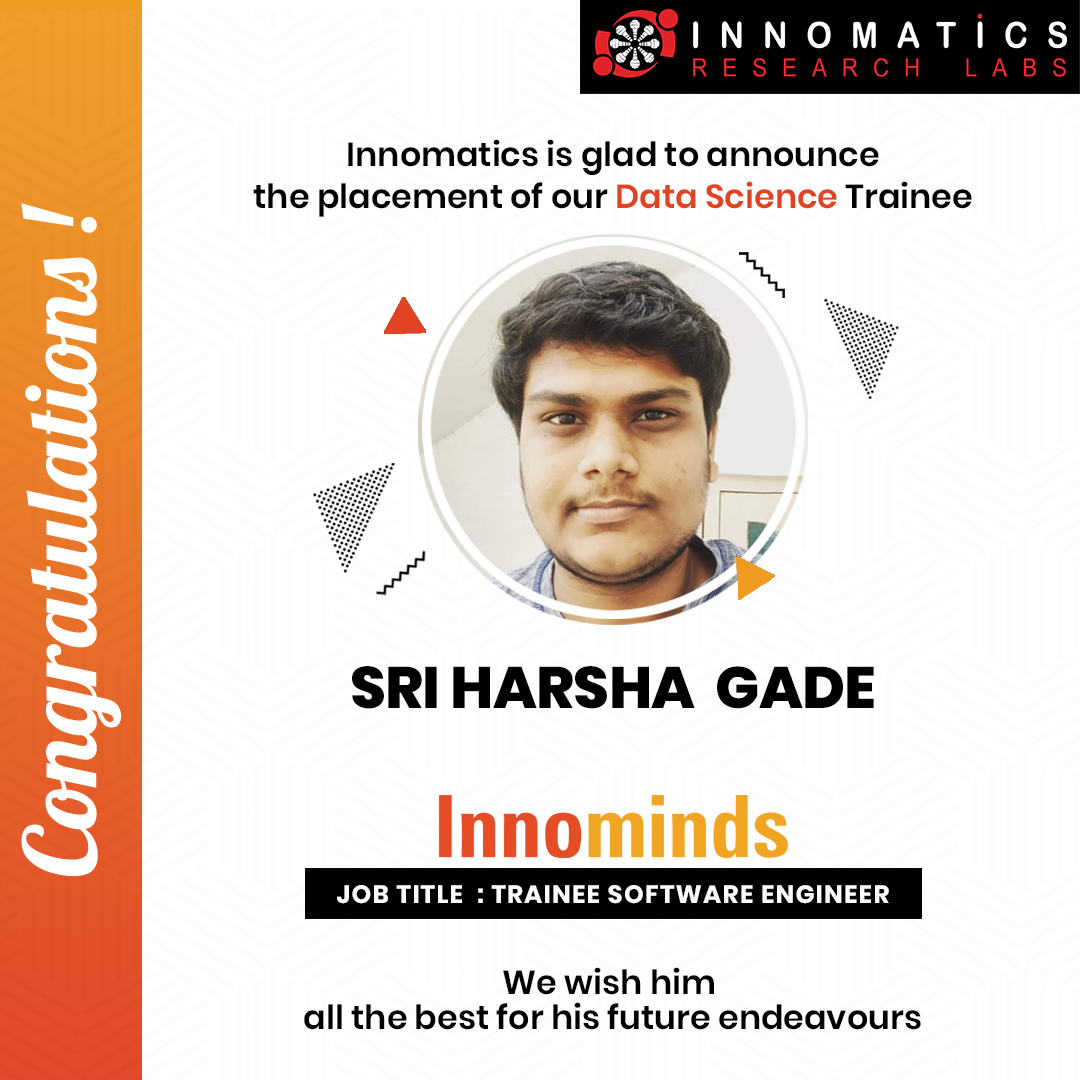 INNOMATICS
RESEARCH LABS
Congratulations !
Innomatics is glad to announce
the placement of our Data Science Trainee
SRI HARSHA GADE
Innominds
JOB TITLE : TRAINEE SOFTWARE ENGINEER
We wish him
all the best for his future endeavours